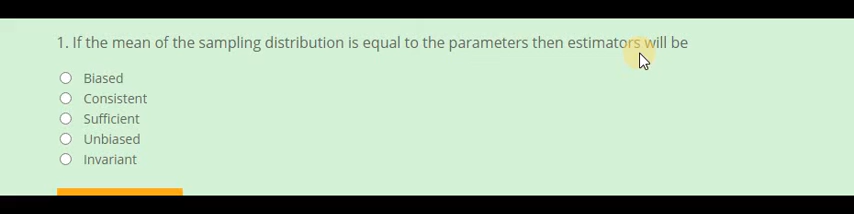 1. If the mean of the sampling distribution is equal to the parameters then estimators will be
Biased
Consistent
Sufficient
Unbiased
Invariant